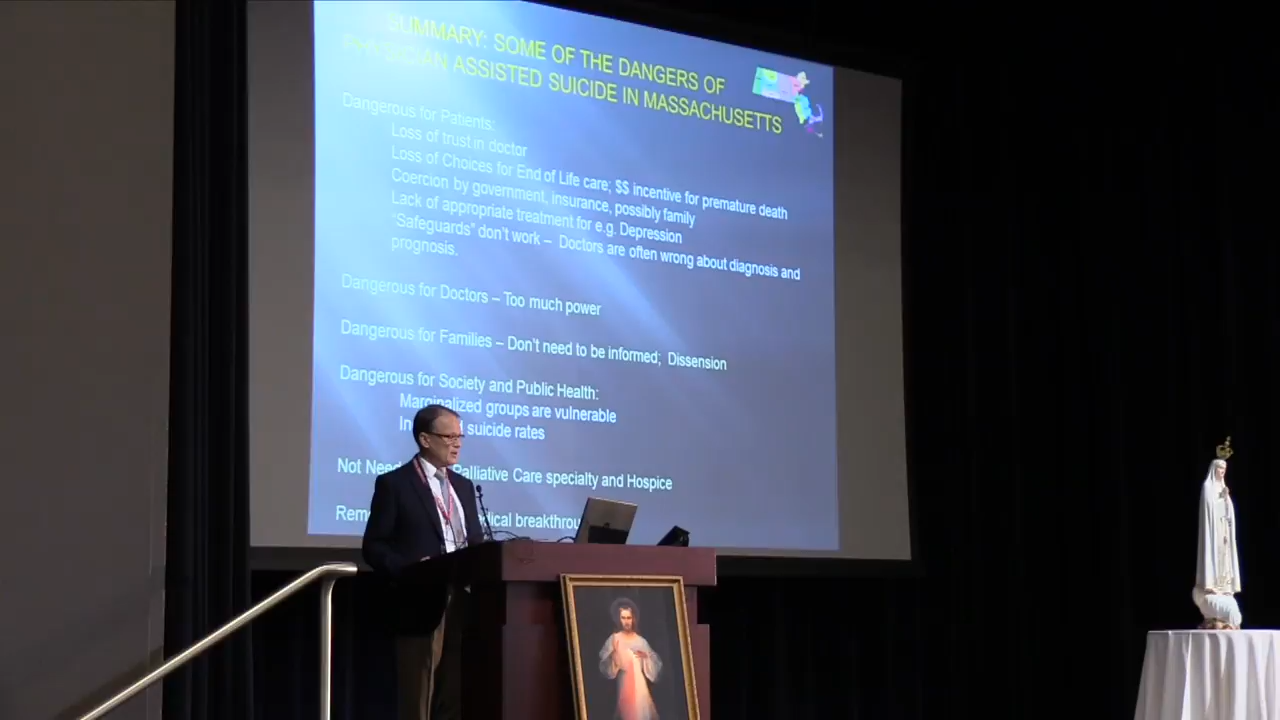 SUMMARY: SOME OF THE DANGERS OF
PHYSICIAN ASSISTED SUICIDE IN MASSACHUSETTS
Dangerous for Patients:
Loss of trust in doctor
Loss of Choices for End of Life care; $$ incentive for premature death
Coercion by government, insurance, possibly family
Lack of appropriate treatment for e.g. Depression
"Safeguards" don't work – Doctors are often wrong about diagnosis and
prognosis.
Dangerous for Doctors – Too much power
Dangerous for Families – Don't need to be informed; Dissension
Dangerous for Society and Public Health:
Marginalized groups are vulnerable
suicide rates
Not Palliative Care specialty and Hospice